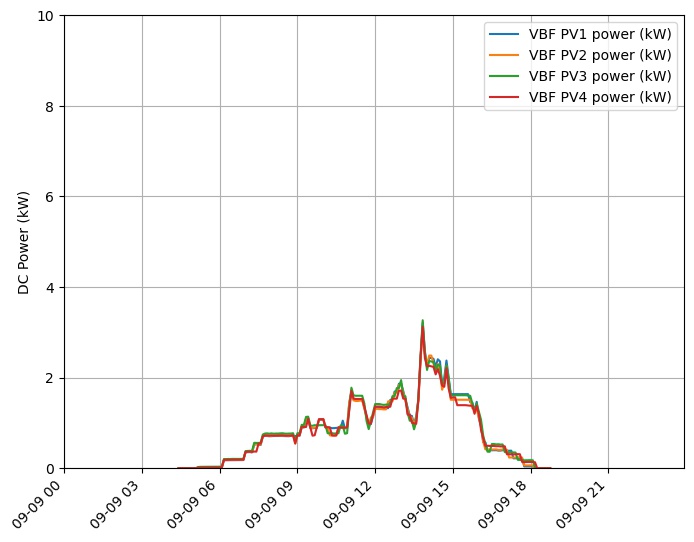 VBF PV1 power (kW)
VBF PV2 power (kW)
VBF PV3 power (kW)
VBF PV4 power (kW)
DC Power (kW)
10
8
6
4
2
0
09-09 00
09-09 03
09-09 06
09-09 09
09-09 12
09-09 15
09-09 18
09-09 21